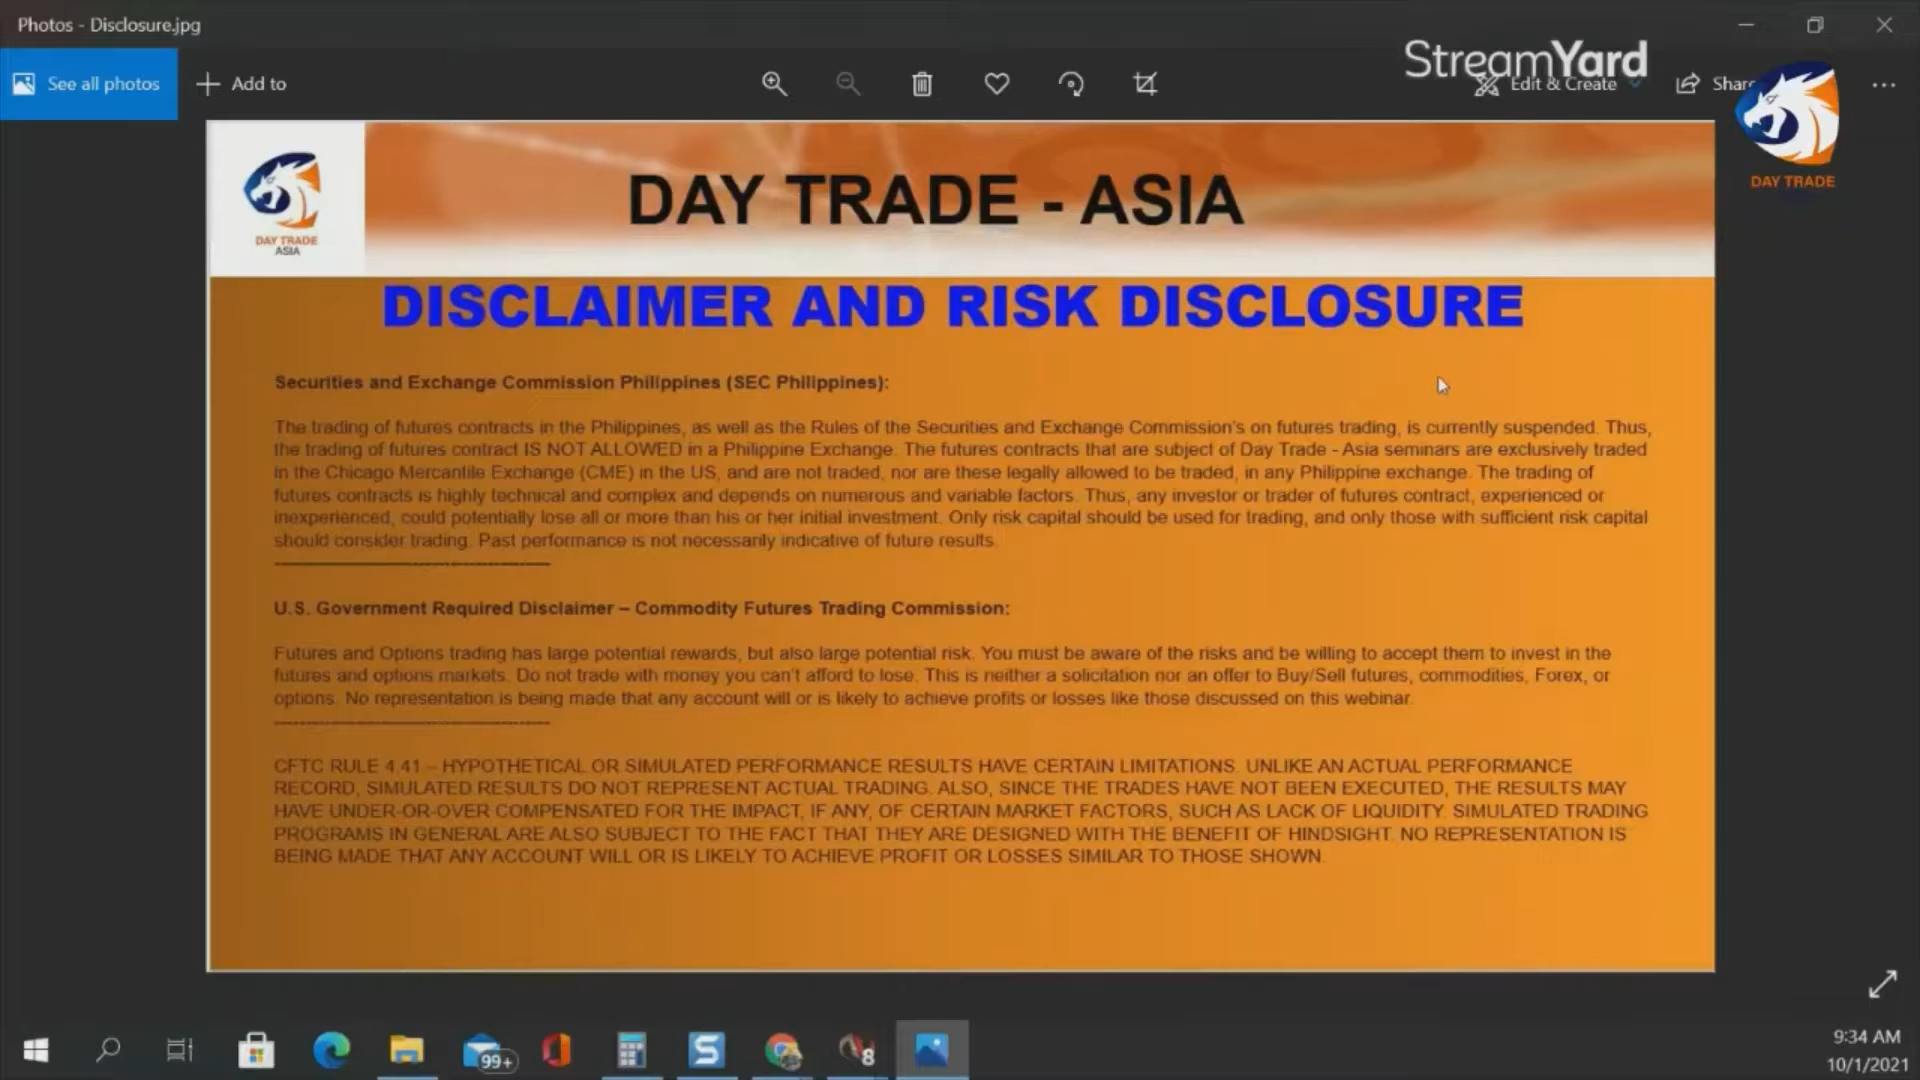 Photos - Disclosure.jpg
StreamYard
See all photos
Add to
Edit & Create
Share
DAY TRADE
DAY TRADE
ASIA
DAY TRADE - ASIA
DISCLAIMER AND RISK DISCLOSURE
Securities and Exchange Commission Philippines (SEC Philippines):
The trading of futures contracts in the Philippines, as well as the Rules of the Securities and Exchange Commission's on futures trading, is currently suspended. Thus,
the trading of futures contract IS NOT ALLOWED in a Philippine Exchange. The futures contracts that are subject of Day Trade - Asia seminars are exclusively traded
in the Chicago Mercantile Exchange (CME) in the US, and are not traded, nor are these legally allowed to be traded, in any Philippine exchange. The trading of
futures contracts is highly technical and complex and depends on numerous and variable factors. Thus, any investor or trader of futures contract, experienced or
inexperienced, could potentially lose all or more than his or her initial investment. Only risk capital should be used for trading, and only those with sufficient risk capital
should consider trading. Past performance is not necessarily indicative of future results.
----------------------------------------------
U.S. Government Required Disclaimer – Commodity Futures Trading Commission:
Futures and Options trading has large potential rewards, but also large potential risk. You must be aware of the risks and be willing to accept them to invest in the
futures and options markets. Do not trade with money you can't afford to lose. This is neither a solicitation nor an offer to Buy/Sell futures, commodities, Forex, or
options. No representation is being made that any account will or is likely to achieve profits or losses like those discussed on this webinar.
----------------------------------------------
CFTC RULE 4.41 – HYPOTHETICAL OR SIMULATED PERFORMANCE RESULTS HAVE CERTAIN LIMITATIONS. UNLIKE AN ACTUAL PERFORMANCE
RECORD, SIMULATED RESULTS DO NOT REPRESENT ACTUAL TRADING. ALSO, SINCE THE TRADES HAVE NOT BEEN EXECUTED, THE RESULTS MAY
HAVE UNDER-OR-OVER COMPENSATED FOR THE IMPACT, IF ANY, OF CERTAIN MARKET FACTORS, SUCH AS LACK OF LIQUIDITY. SIMULATED TRADING
PROGRAMS IN GENERAL ARE ALSO SUBJECT TO THE FACT THAT THEY ARE DESIGNED WITH THE BENEFIT OF HINDSIGHT. NO REPRESENTATION IS
BEING MADE THAT ANY ACCOUNT WILL OR IS LIKELY TO ACHIEVE PROFIT OR LOSSES SIMILAR TO THOSE SHOWN.
99+
S
8
9:34 AM
10/1/2021